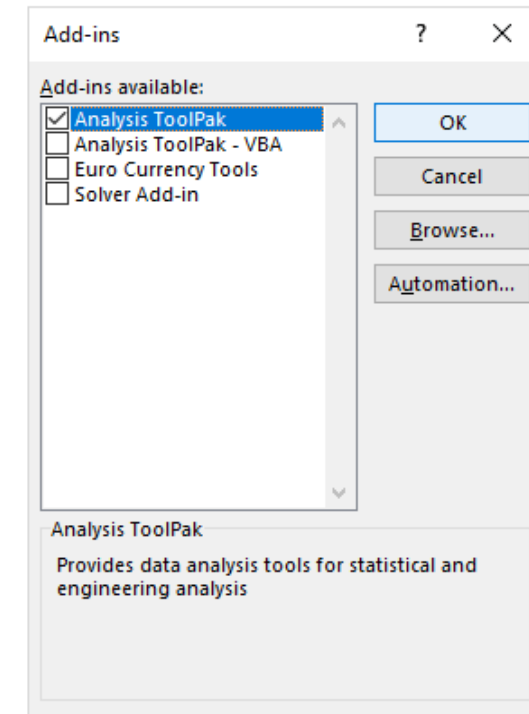 Add-ins ?
Add-ins available:
Analysis ToolPak
Analysis ToolPak - VBA
Euro Currency Tools
Solver Add-in
OK
Cancel
Browse...
Automation...
Analysis ToolPak
Provides data analysis tools for statistical and
engineering analysis